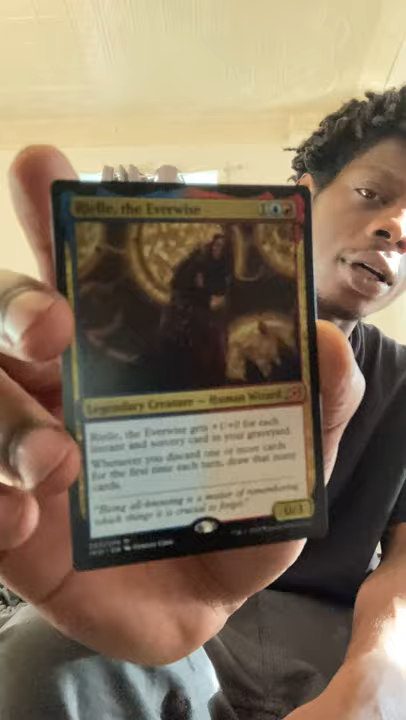 Rielle, the Everwise 1
Legendary Creature — Human Wizard
Rielle, the Everwise gets +1/+0 for each
instant and sorcery card in your graveyard.
Whenever you discard one or more cards
for the first time each turn, draw that many
cards.
"Being all-knowing is a matter of remembering
which things it is crucial to forget."
0/3